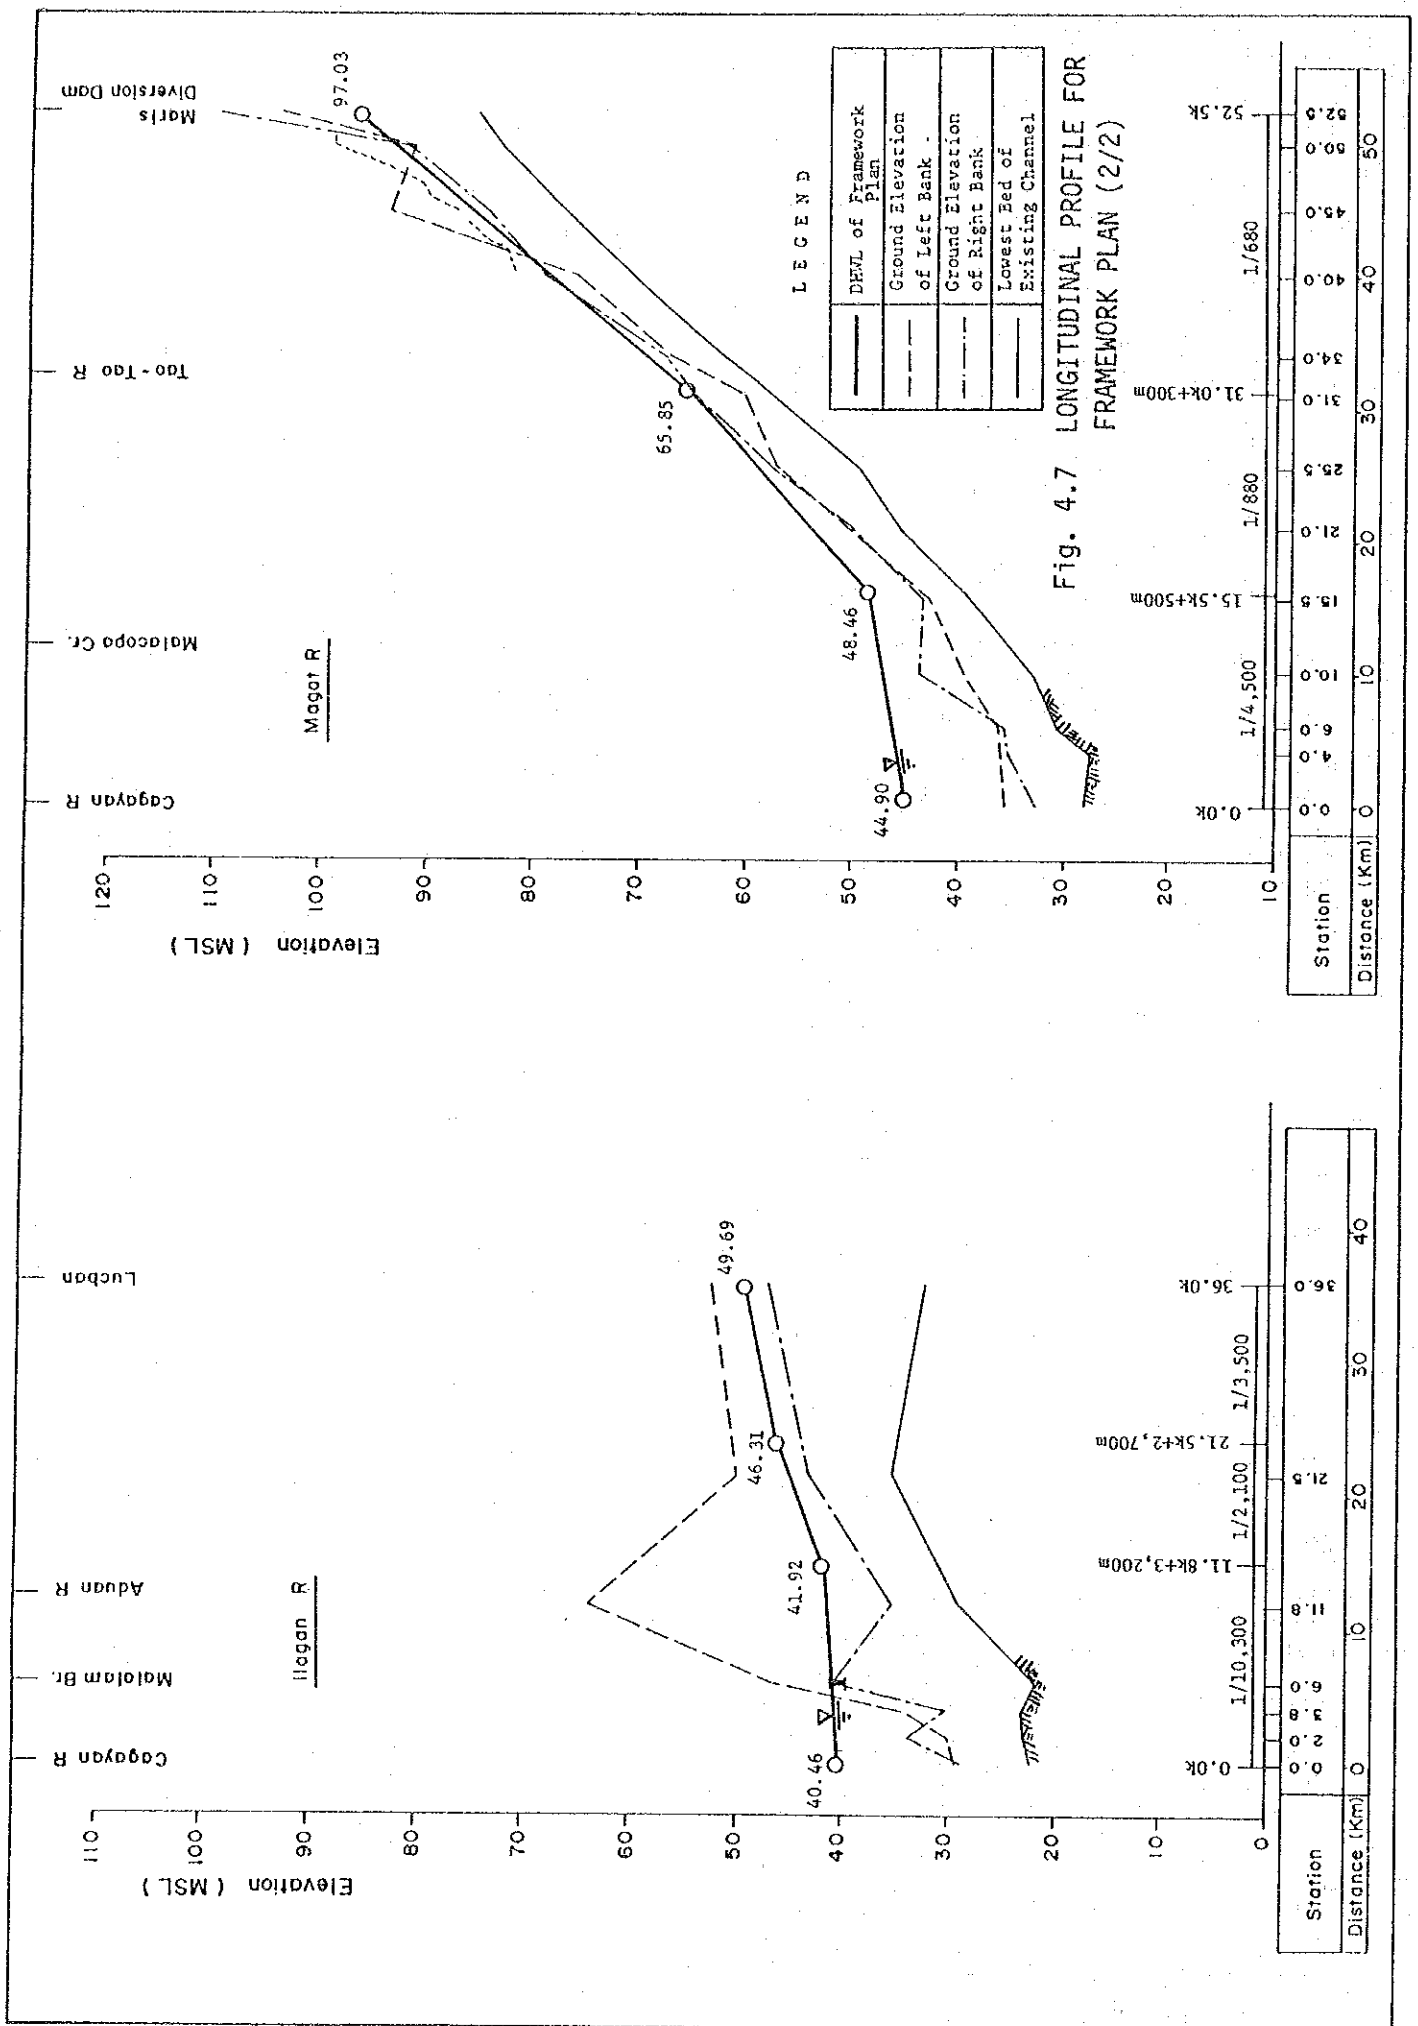 Ilagan R
Elevation ( MSL )
110
100
90
80
70
60
50
40
30
20
10
0
Cagayan R
Malalam Br.
Aduan R
Lucban
40.46
41.92
46.31
49.69
1/10,300
1/2,100
1/3,500
0.0k
11.8k+3,200m
21.5k+2,700m
36.0k
Station
0.0
2.0
3.8
6.0
11.8
21.5
36.0
Distance (Km)
0
10
20
30
40
Magat R
Elevation ( MSL )
120
110
100
90
80
70
60
50
40
30
20
10
Cagayan R
Malacopa Cr.
Tao-Tao R
Maris
Diversion Dam
44.90
48.46
65.85
97.03
1/4,500
1/880
1/680
0.0k
15.5k+500m
31.0k+300m
52.5k
Station
0.0
4.0
6.0
10.0
15.5
21.0
25.5
31.0
34.0
40.0
45.0
50.0
52.5
Distance (Km)
0
10
20
30
40
50
LEGEND
DHWL of Framework
Plan
Ground Elevation
of Left Bank
Ground Elevation
of Right Bank
Lowest Bed of
Existing Channel
Fig. 4.7 LONGITUDINAL PROFILE FOR
FRAMEWORK PLAN (2/2)